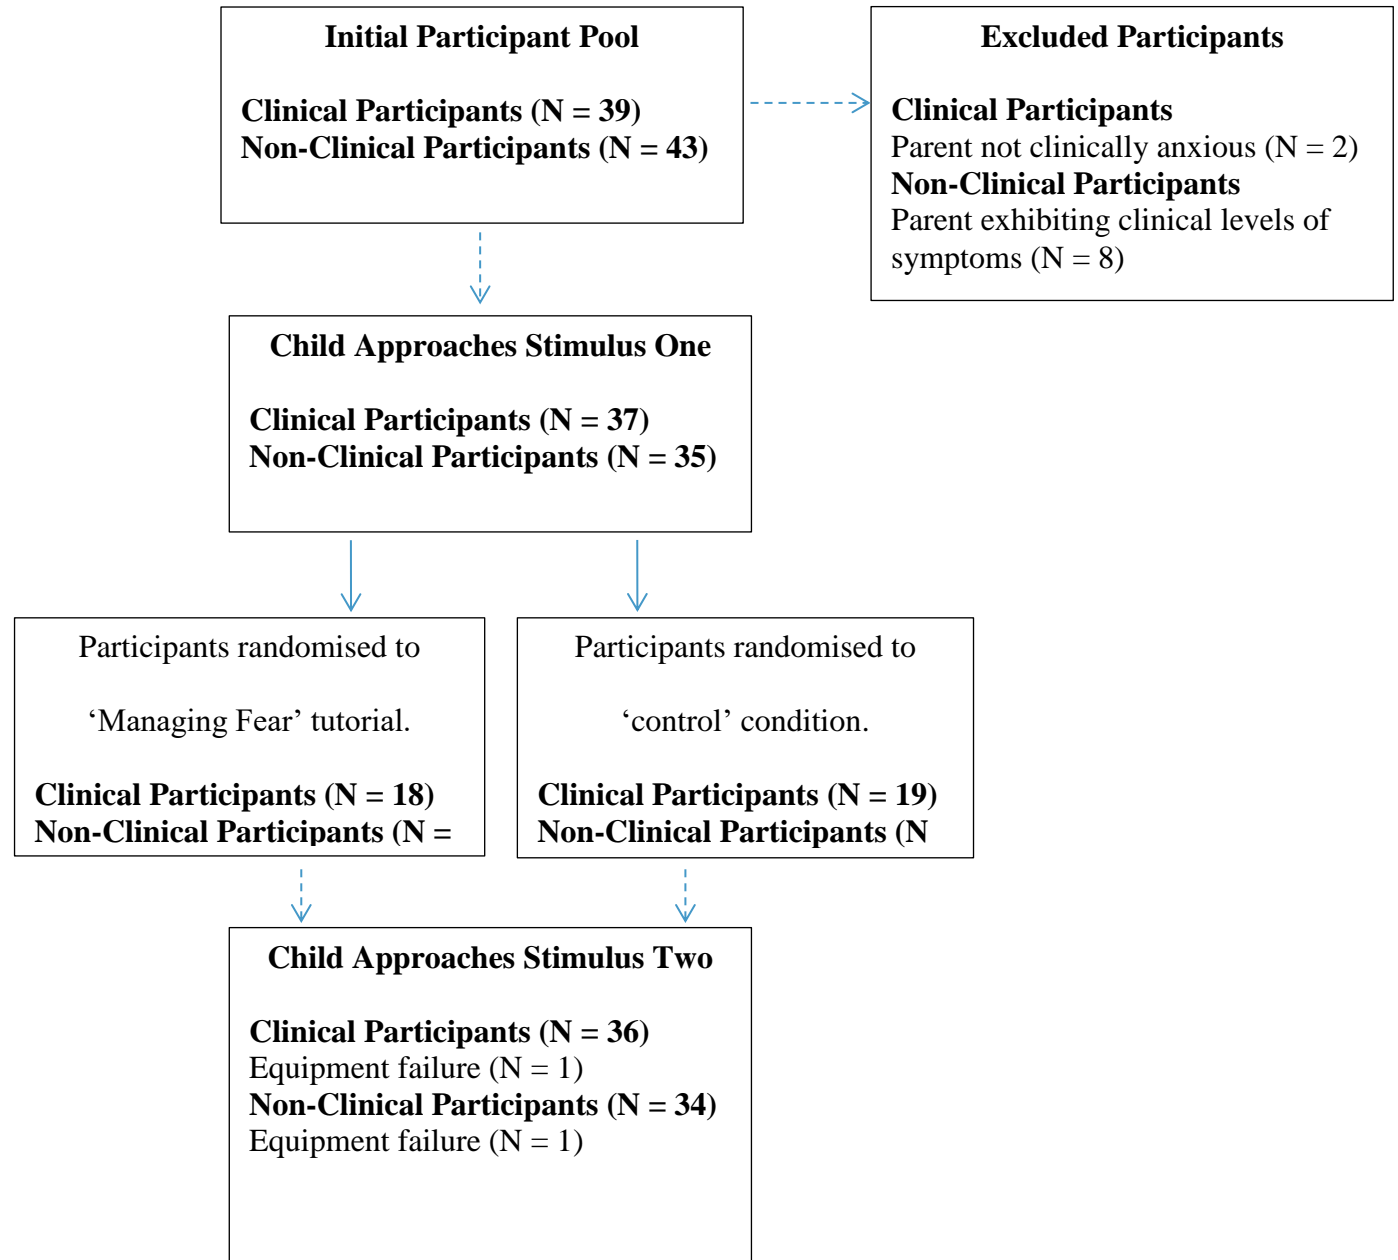 Initial Participant Pool
Clinical Participants (N = 39)
Non-Clinical Participants (N = 43)
Excluded Participants
Clinical Participants
Parent not clinically anxious (N = 2)
Non-Clinical Participants
Parent exhibiting clinical levels of
symptoms (N = 8)
Child Approaches Stimulus One
Clinical Participants (N = 37)
Non-Clinical Participants (N = 35)
Participants randomised to
‘Managing Fear’ tutorial.
Clinical Participants (N = 18)
Non-Clinical Participants (N =
Participants randomised to
‘control’ condition.
Clinical Participants (N = 19)
Non-Clinical Participants (N
Child Approaches Stimulus Two
Clinical Participants (N = 36)
Equipment failure (N = 1)
Non-Clinical Participants (N = 34)
Equipment failure (N = 1)